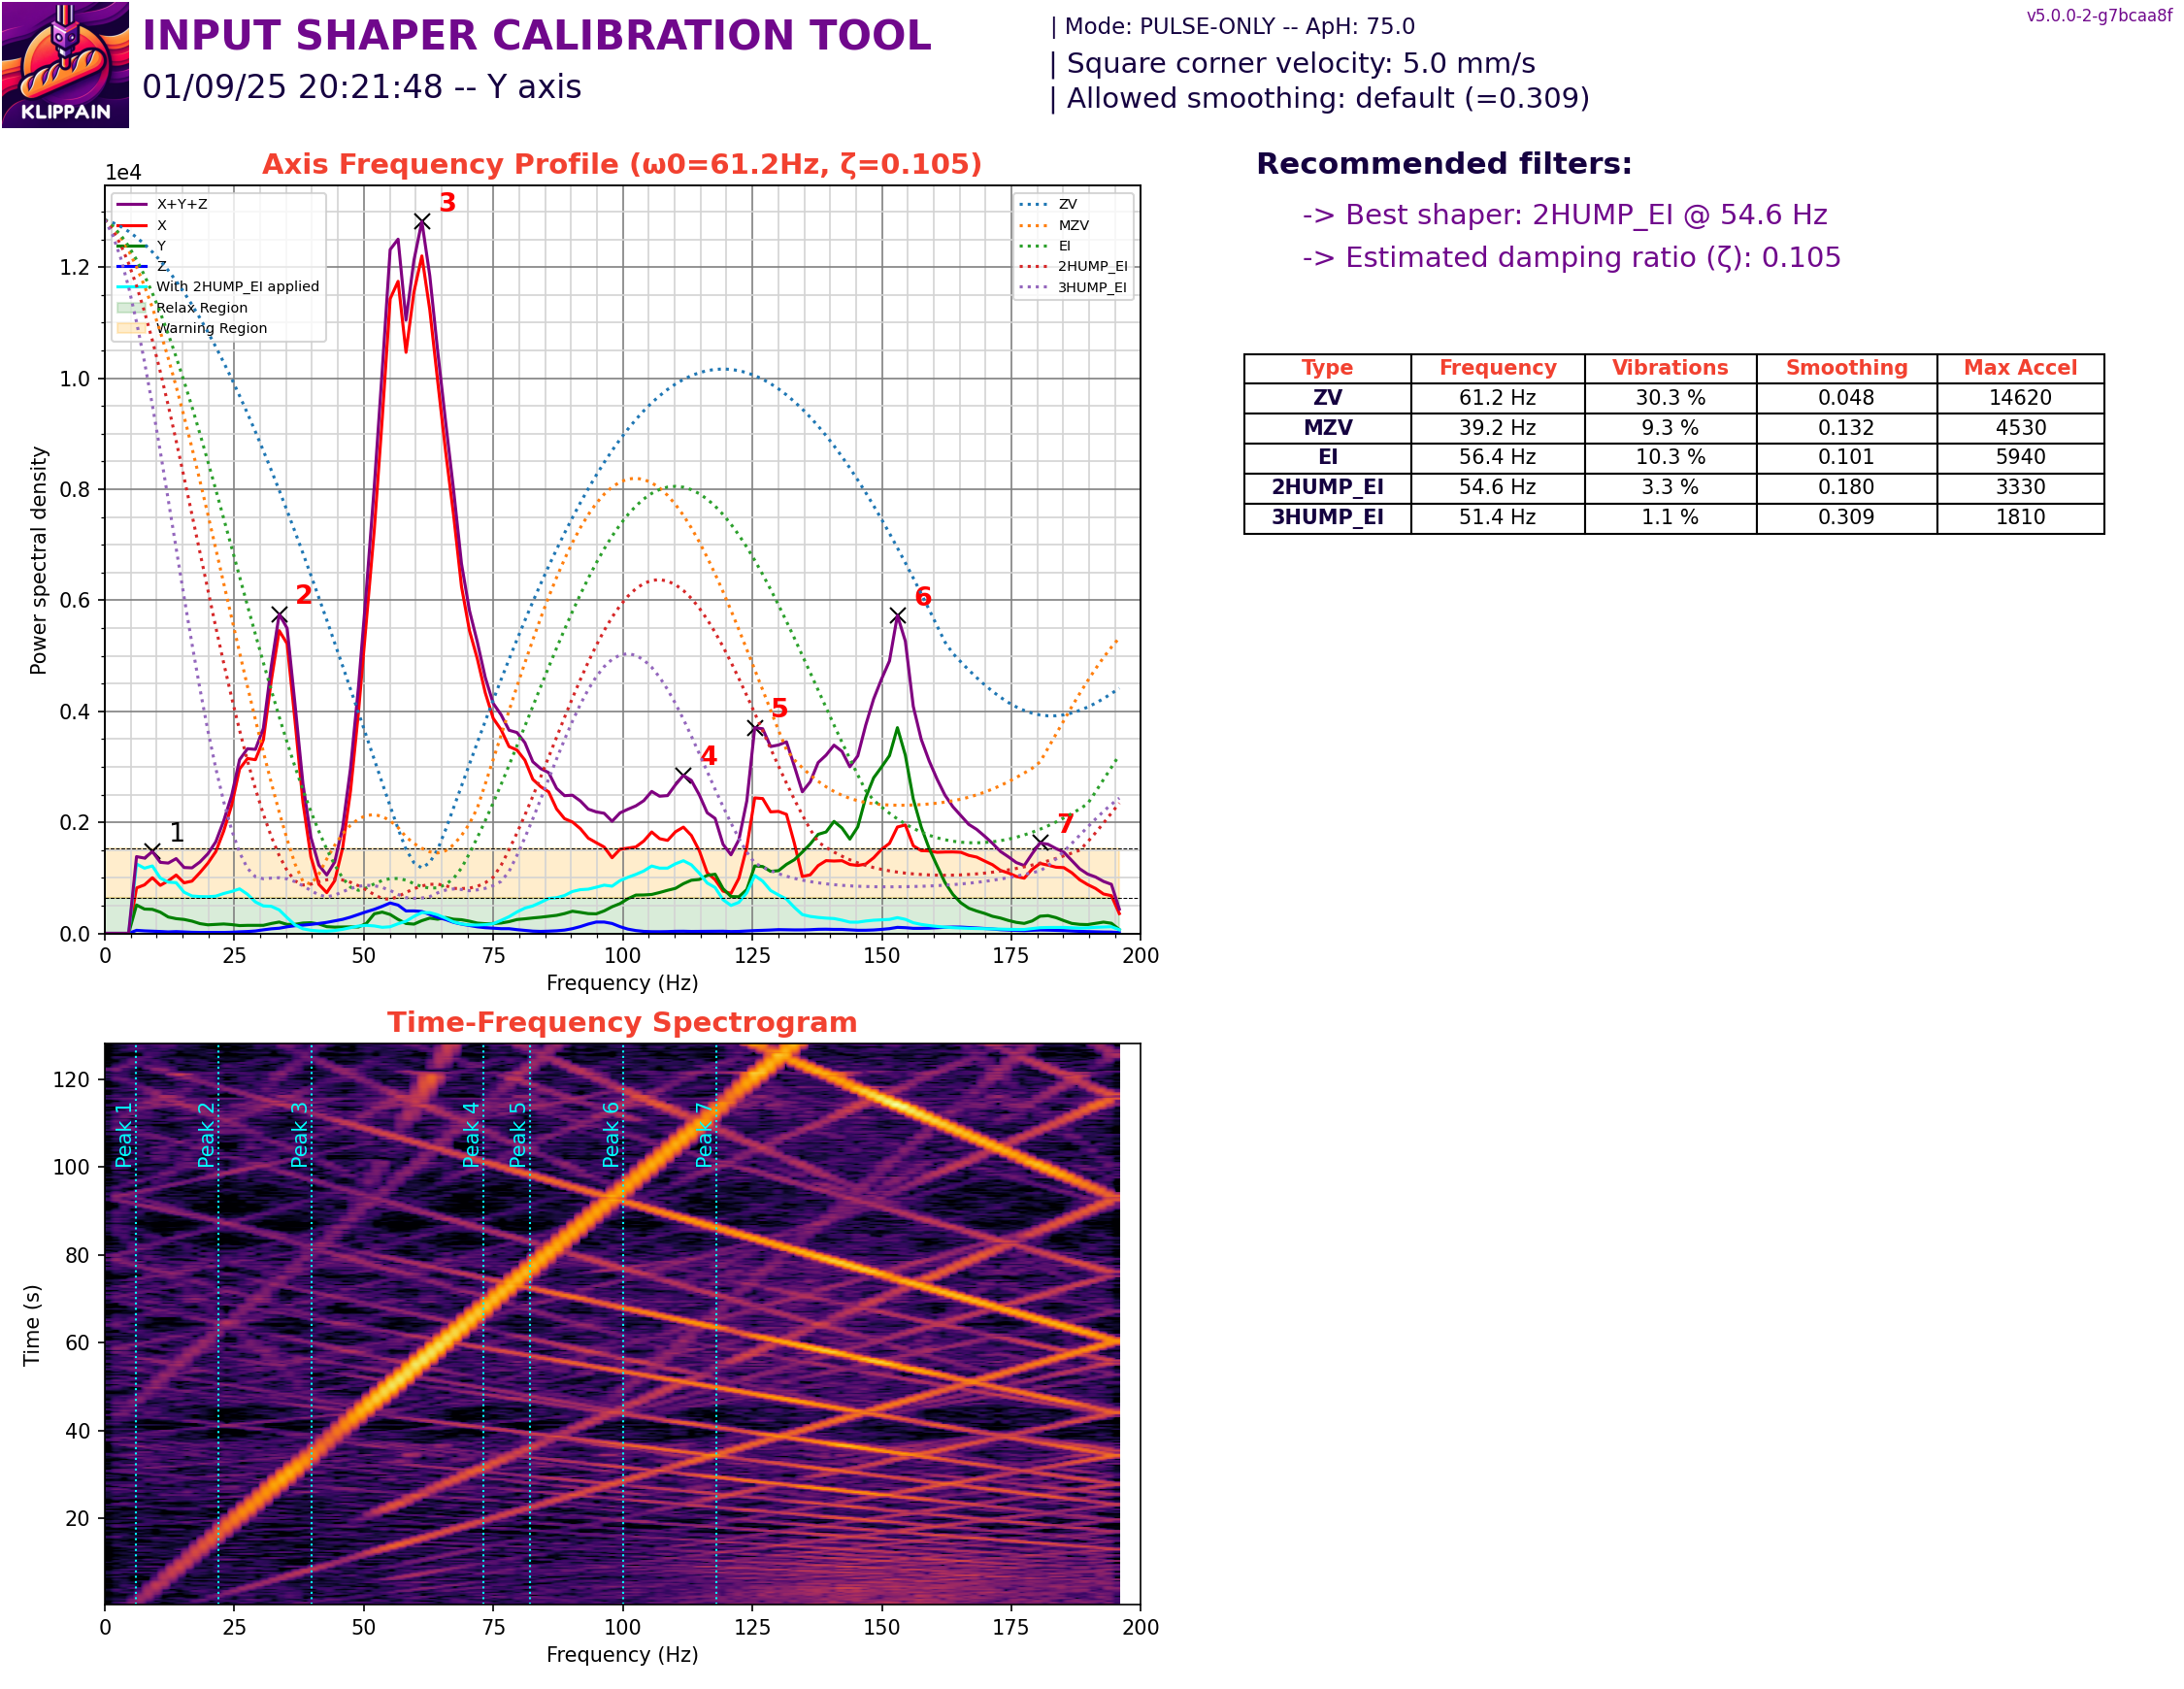 KLIPPAIN
INPUT SHAPER CALIBRATION TOOL
01/09/25 20:21:48 -- Y axis
| Mode: PULSE-ONLY -- ApH: 75.0
| Square corner velocity: 5.0 mm/s
| Allowed smoothing: default (=0.309)
v5.0.0-2-g7bcaa8f
Axis Frequency Profile (ω0=61.2Hz, ζ=0.105)
1e4
X+Y+Z
X
Y
Z
With 2HUMP_EI applied
Relax Region
Warning Region
ZV
MZV
EI
2HUMP_EI
3HUMP_EI
1
2
3
4
5
6
7
Power spectral density
1.2
1.0
0.8
0.6
0.4
0.2
0.0
0 25 50 75 100 125 150 175 200
Frequency (Hz)
Recommended filters:
-> Best shaper: 2HUMP_EI @ 54.6 Hz
-> Estimated damping ratio (ζ): 0.105
Type Frequency Vibrations Smoothing Max Accel
ZV 61.2 Hz 30.3 % 0.048 14620
MZV 39.2 Hz 9.3 % 0.132 4530
EI 56.4 Hz 10.3 % 0.101 5940
2HUMP_EI 54.6 Hz 3.3 % 0.180 3330
3HUMP_EI 51.4 Hz 1.1 % 0.309 1810
Time-Frequency Spectrogram
Time (s)
120
100
80
60
40
20
Peak 1
Peak 2
Peak 3
Peak 4
Peak 5
Peak 6
Peak 7
0 25 50 75 100 125 150 175 200
Frequency (Hz)